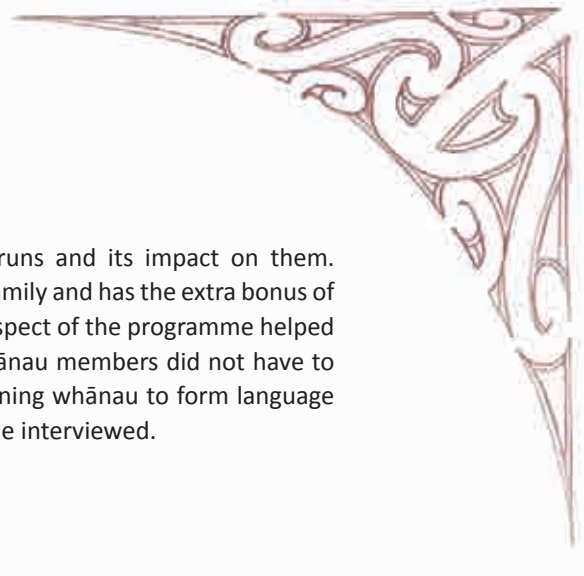 runs and its impact on them.
amily and has the extra bonus of
spect of the programme helped
ānau members did not have to
ning whānau to form language
e interviewed.